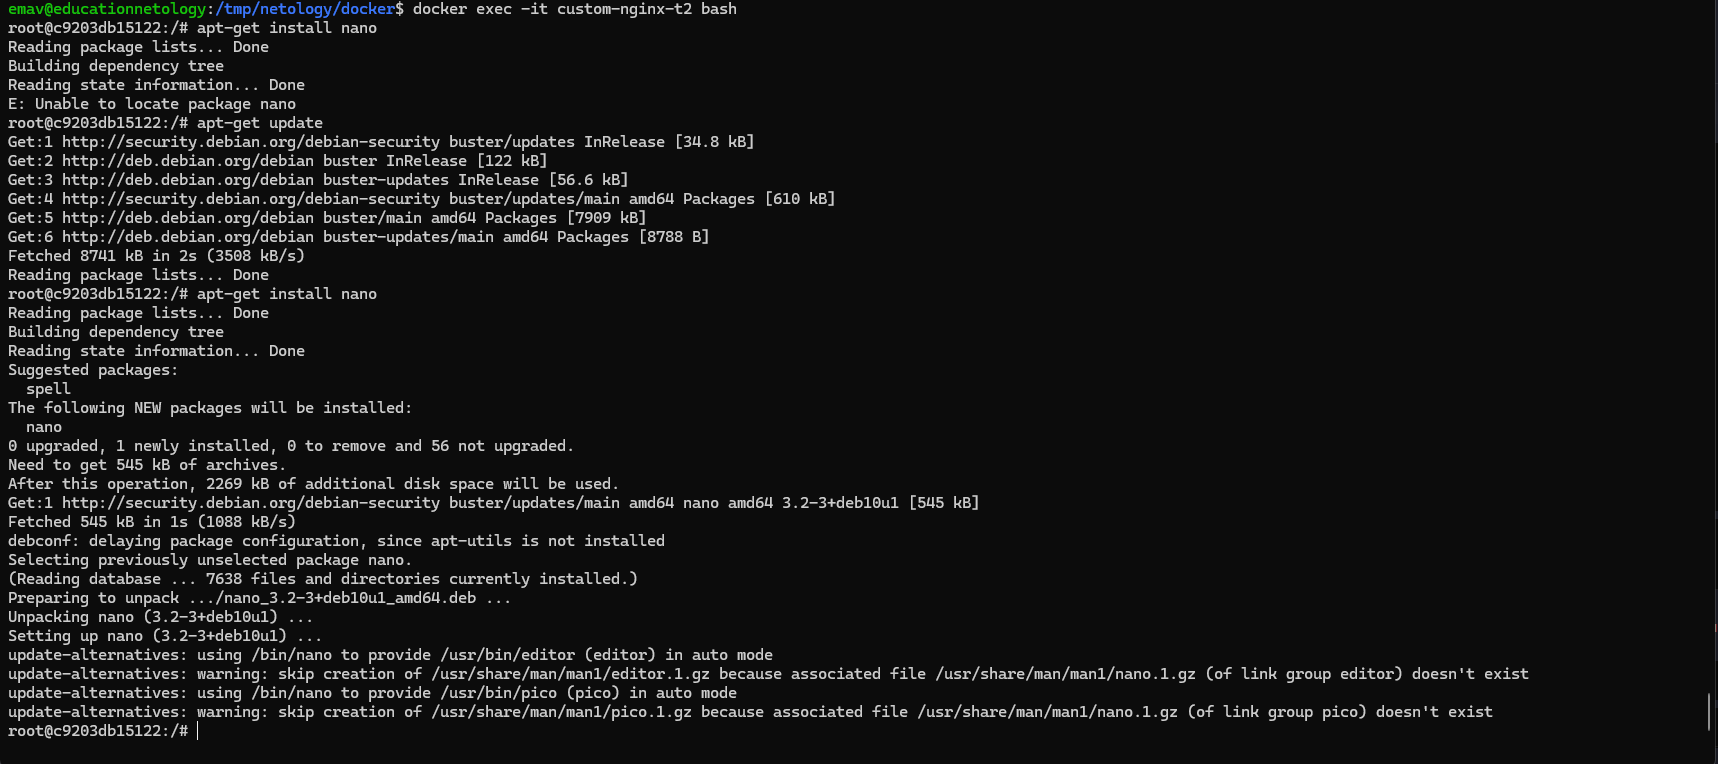 emav@educationnetology:/tmp/netology/docker$ docker exec -it custom-nginx-t2 bash
root@c9203db15122:/# apt-get install nano
Reading package lists... Done
Building dependency tree
Reading state information... Done
E: Unable to locate package nano
root@c9203db15122:/# apt-get update
Get:1 http://security.debian.org/debian-security buster/updates InRelease [34.8 kB]
Get:2 http://deb.debian.org/debian buster InRelease [122 kB]
Get:3 http://deb.debian.org/debian buster-updates InRelease [56.6 kB]
Get:4 http://security.debian.org/debian-security buster/updates/main amd64 Packages [610 kB]
Get:5 http://deb.debian.org/debian buster/main amd64 Packages [7909 kB]
Get:6 http://deb.debian.org/debian buster-updates/main amd64 Packages [8788 B]
Fetched 8741 kB in 2s (3508 kB/s)
Reading package lists... Done
root@c9203db15122:/# apt-get install nano
Reading package lists... Done
Building dependency tree
Reading state information... Done
Suggested packages:
  spell
The following NEW packages will be installed:
  nano
0 upgraded, 1 newly installed, 0 to remove and 56 not upgraded.
Need to get 545 kB of archives.
After this operation, 2269 kB of additional disk space will be used.
Get:1 http://security.debian.org/debian-security buster/updates/main amd64 nano amd64 3.2-3+deb10u1 [545 kB]
Fetched 545 kB in 1s (1088 kB/s)
debconf: delaying package configuration, since apt-utils is not installed
Selecting previously unselected package nano.
(Reading database ... 7638 files and directories currently installed.)
Preparing to unpack .../nano_3.2-3+deb10u1_amd64.deb ...
Unpacking nano (3.2-3+deb10u1) ...
Setting up nano (3.2-3+deb10u1) ...
update-alternatives: using /bin/nano to provide /usr/bin/editor (editor) in auto mode
update-alternatives: warning: skip creation of /usr/share/man/man1/editor.1.gz because associated file /usr/share/man/man1/nano.1.gz (of link group editor) doesn't exist
update-alternatives: using /bin/nano to provide /usr/bin/pico (pico) in auto mode
update-alternatives: warning: skip creation of /usr/share/man/man1/pico.1.gz because associated file /usr/share/man/man1/nano.1.gz (of link group pico) doesn't exist
root@c9203db15122:/#